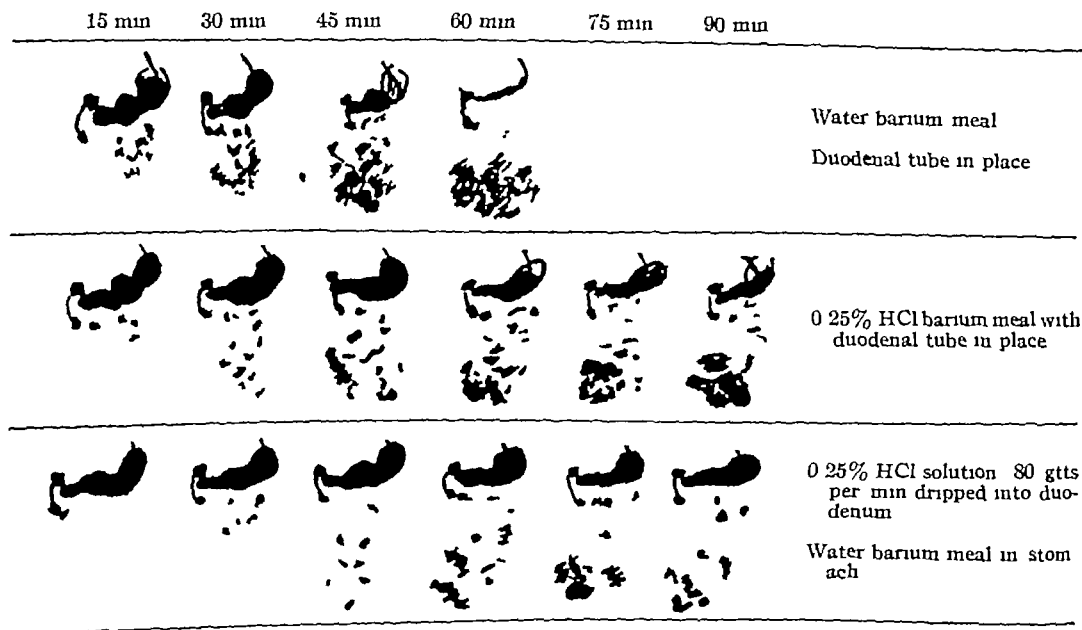 15 min 30 min 45 min 60 min 75 min 90 min
Water barium meal
Duodenal tube in place
0 25% HCl barium meal with
duodenal tube in place
0 25% HCl solution 80 gtts
per min dripped into duo-
denum
Water barium meal in stom
ach